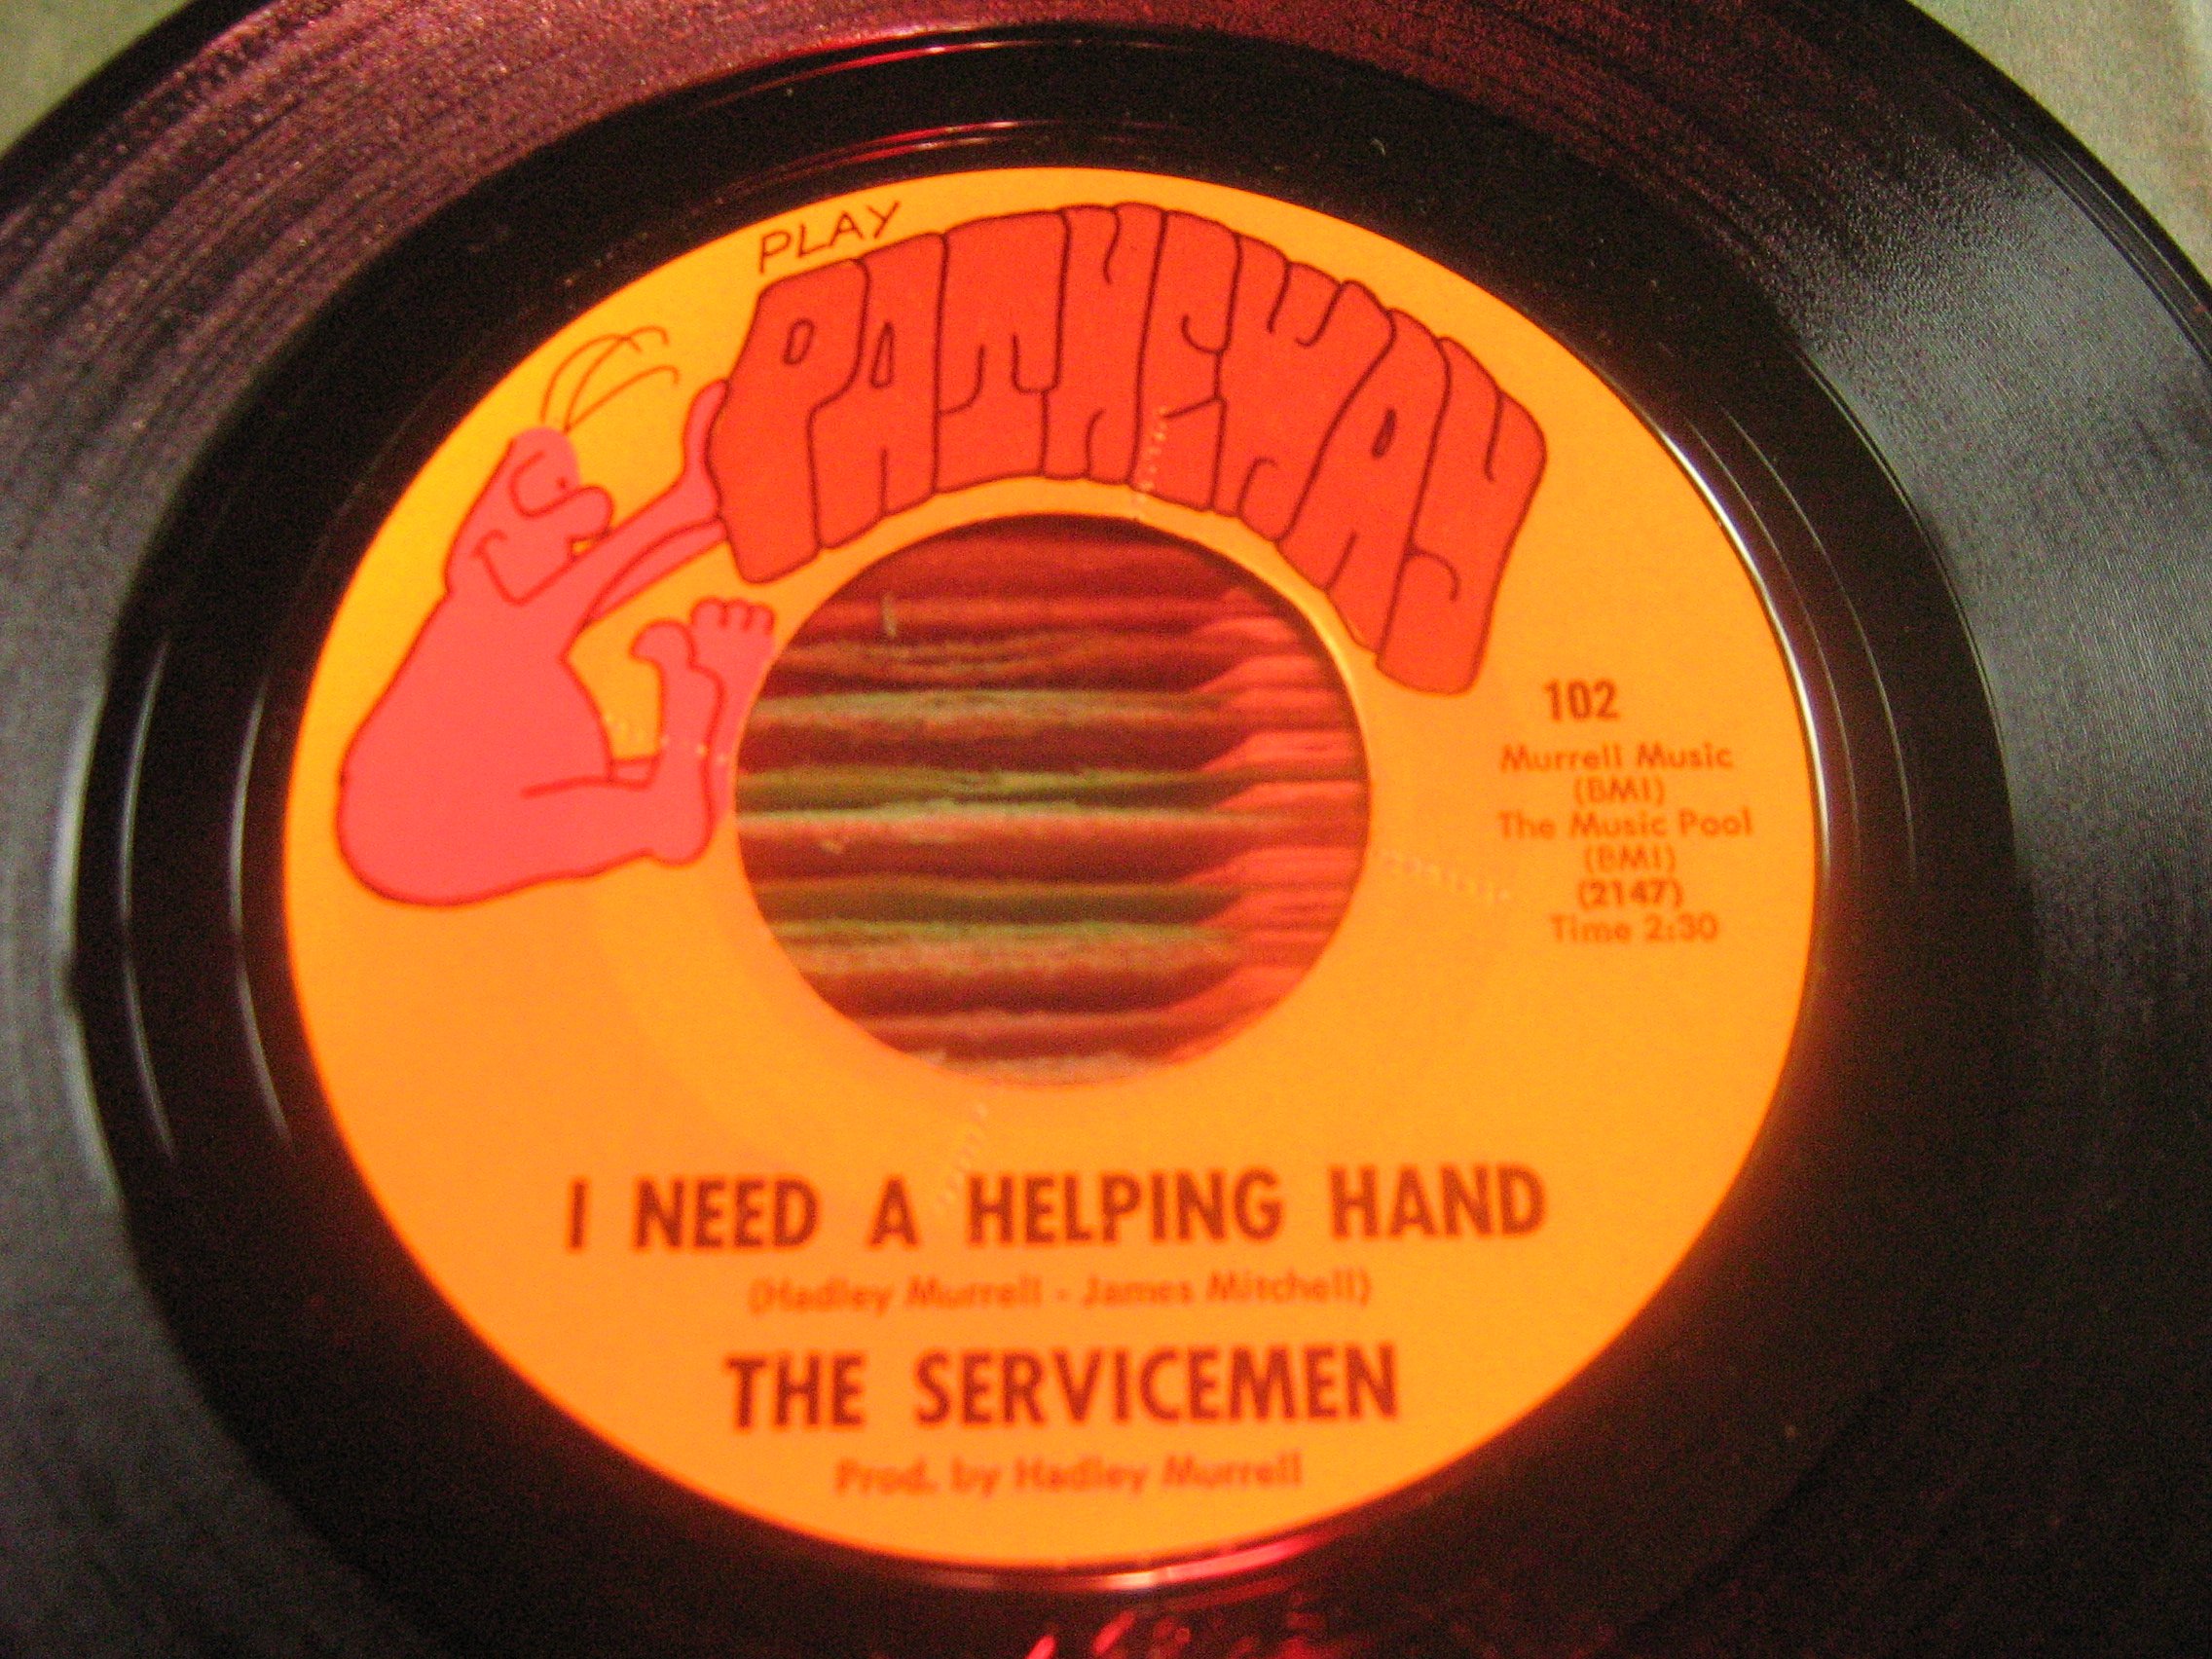 PLAY
PATHEWAY
102
Murrell Music
(BMI)
The Music Pool
(BMI)
(2147)
Time 2:30
I NEED A HELPING HAND
(Hadley Murrell - James Mitchell)
THE SERVICEMEN
Prod. by Hadley Murrell